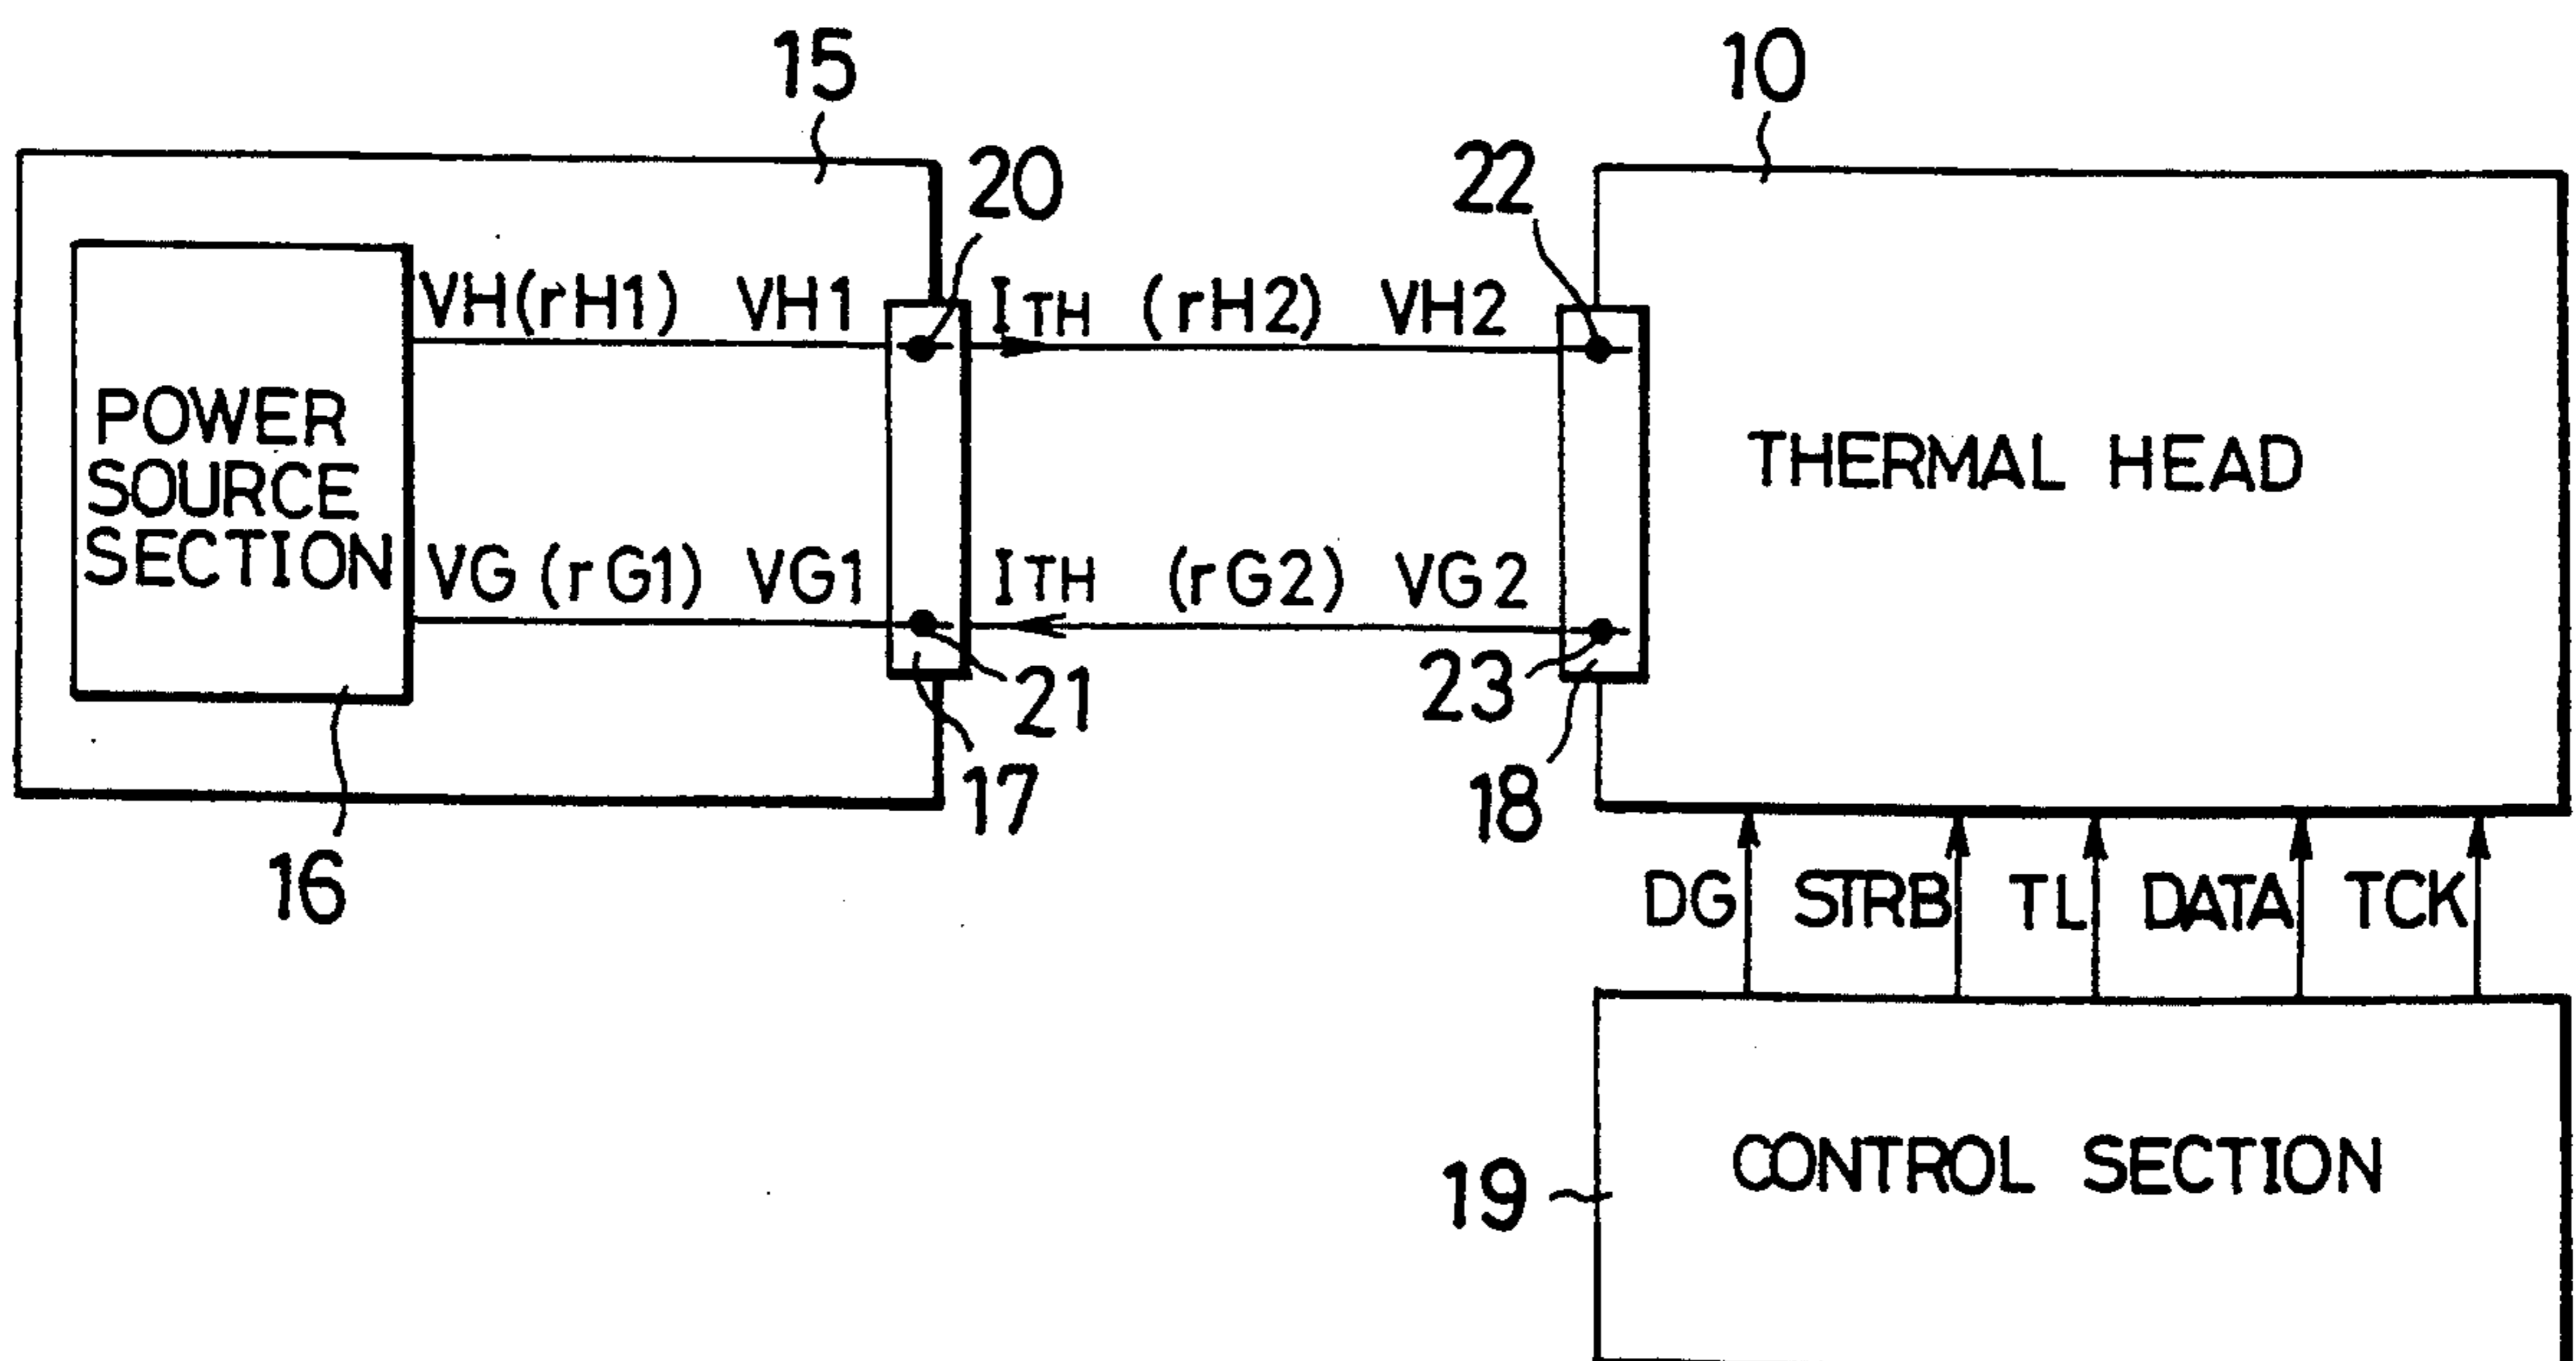 15
10
20
22
VH(rH1) VH1 ITH (rH2) VH2
POWER
SOURCE
SECTION
THERMAL HEAD
VG (rG1) VG1 ITH (rG2) VG2
21
23
17
18
16
DG STRB TL DATA TCK
19
CONTROL SECTION